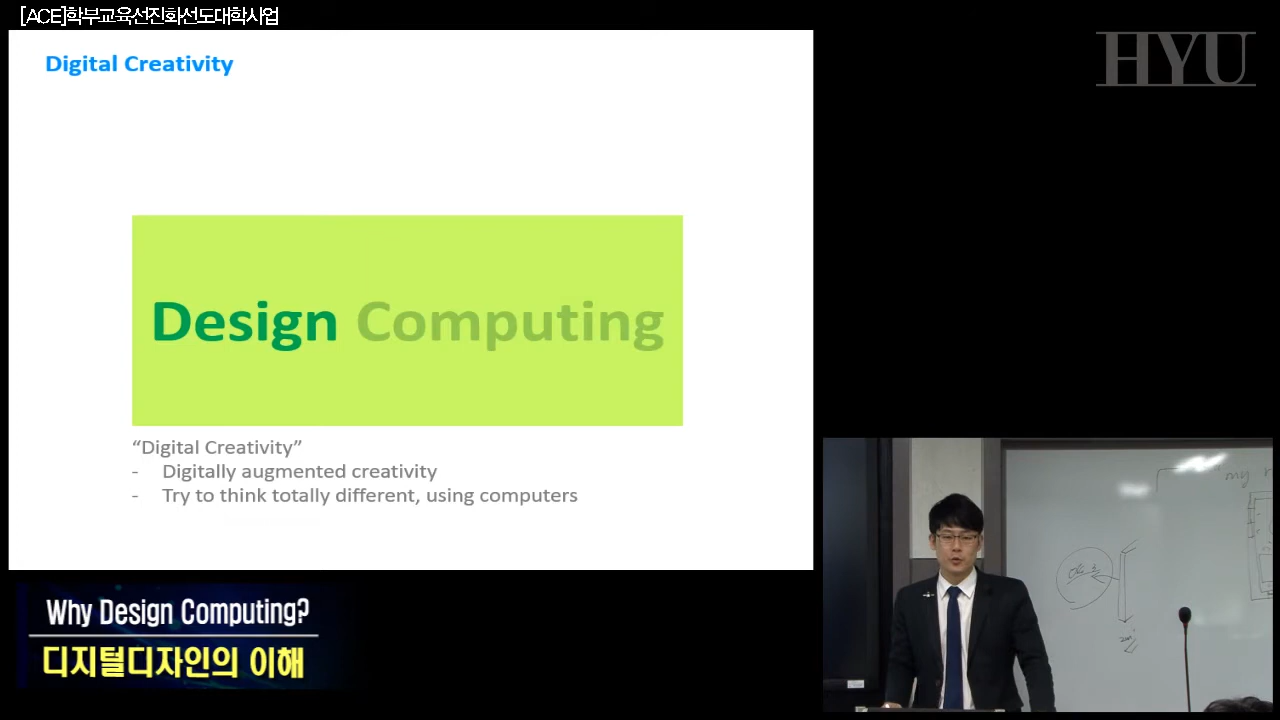 [ACE]학부교육선진화선도대학사업
HYU
Digital Creativity
Design Computing
“Digital Creativity”
- Digitally augmented creativity
- Try to think totally different, using computers
Why Design Computing?
디지털디자인의 이해
my